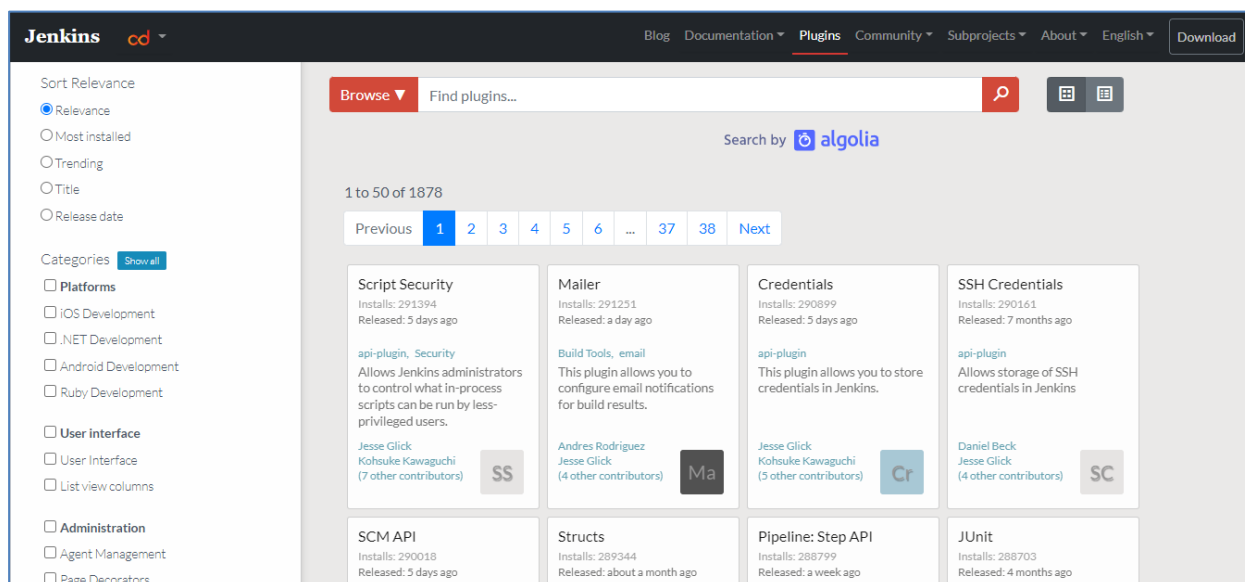 Jenkins cd Blog Documentation Plugins Community Subprojects About English Download
Sort Relevance
Relevance
Most installed
Trending
Title
Release date
Categories Show all
Platforms
iOS Development
.NET Development
Android Development
Ruby Development
User interface
User Interface
List view columns
Administration
Agent Management
Page Decorators
Browse ▼ Find plugins...
Search by algolia
1 to 50 of 1878
Previous 1 2 3 4 5 6 ... 37 38 Next
Script Security
Installs: 291394
Released: 5 days ago
api-plugin, Security
Allows Jenkins administrators
to control what in-process
scripts can be run by less-
privileged users.
Jesse Glick
Kohsuke Kawaguchi
(7 other contributors)
SS
Mailer
Installs: 291251
Released: a day ago
Build Tools, email
This plugin allows you to
configure email notifications
for build results.
Andres Rodriguez
Jesse Glick
(4 other contributors)
Ma
Credentials
Installs: 290899
Released: 5 days ago
api-plugin
This plugin allows you to store
credentials in Jenkins.
Jesse Glick
Kohsuke Kawaguchi
(5 other contributors)
Cr
SSH Credentials
Installs: 290161
Released: 7 months ago
api-plugin
Allows storage of SSH
credentials in Jenkins
Daniel Beck
Jesse Glick
(4 other contributors)
SC
SCM API
Installs: 290018
Released: 5 days ago
Structs
Installs: 289344
Released: about a month ago
Pipeline: Step API
Installs: 288799
Released: a week ago
JUnit
Installs: 288703
Released: 4 months ago